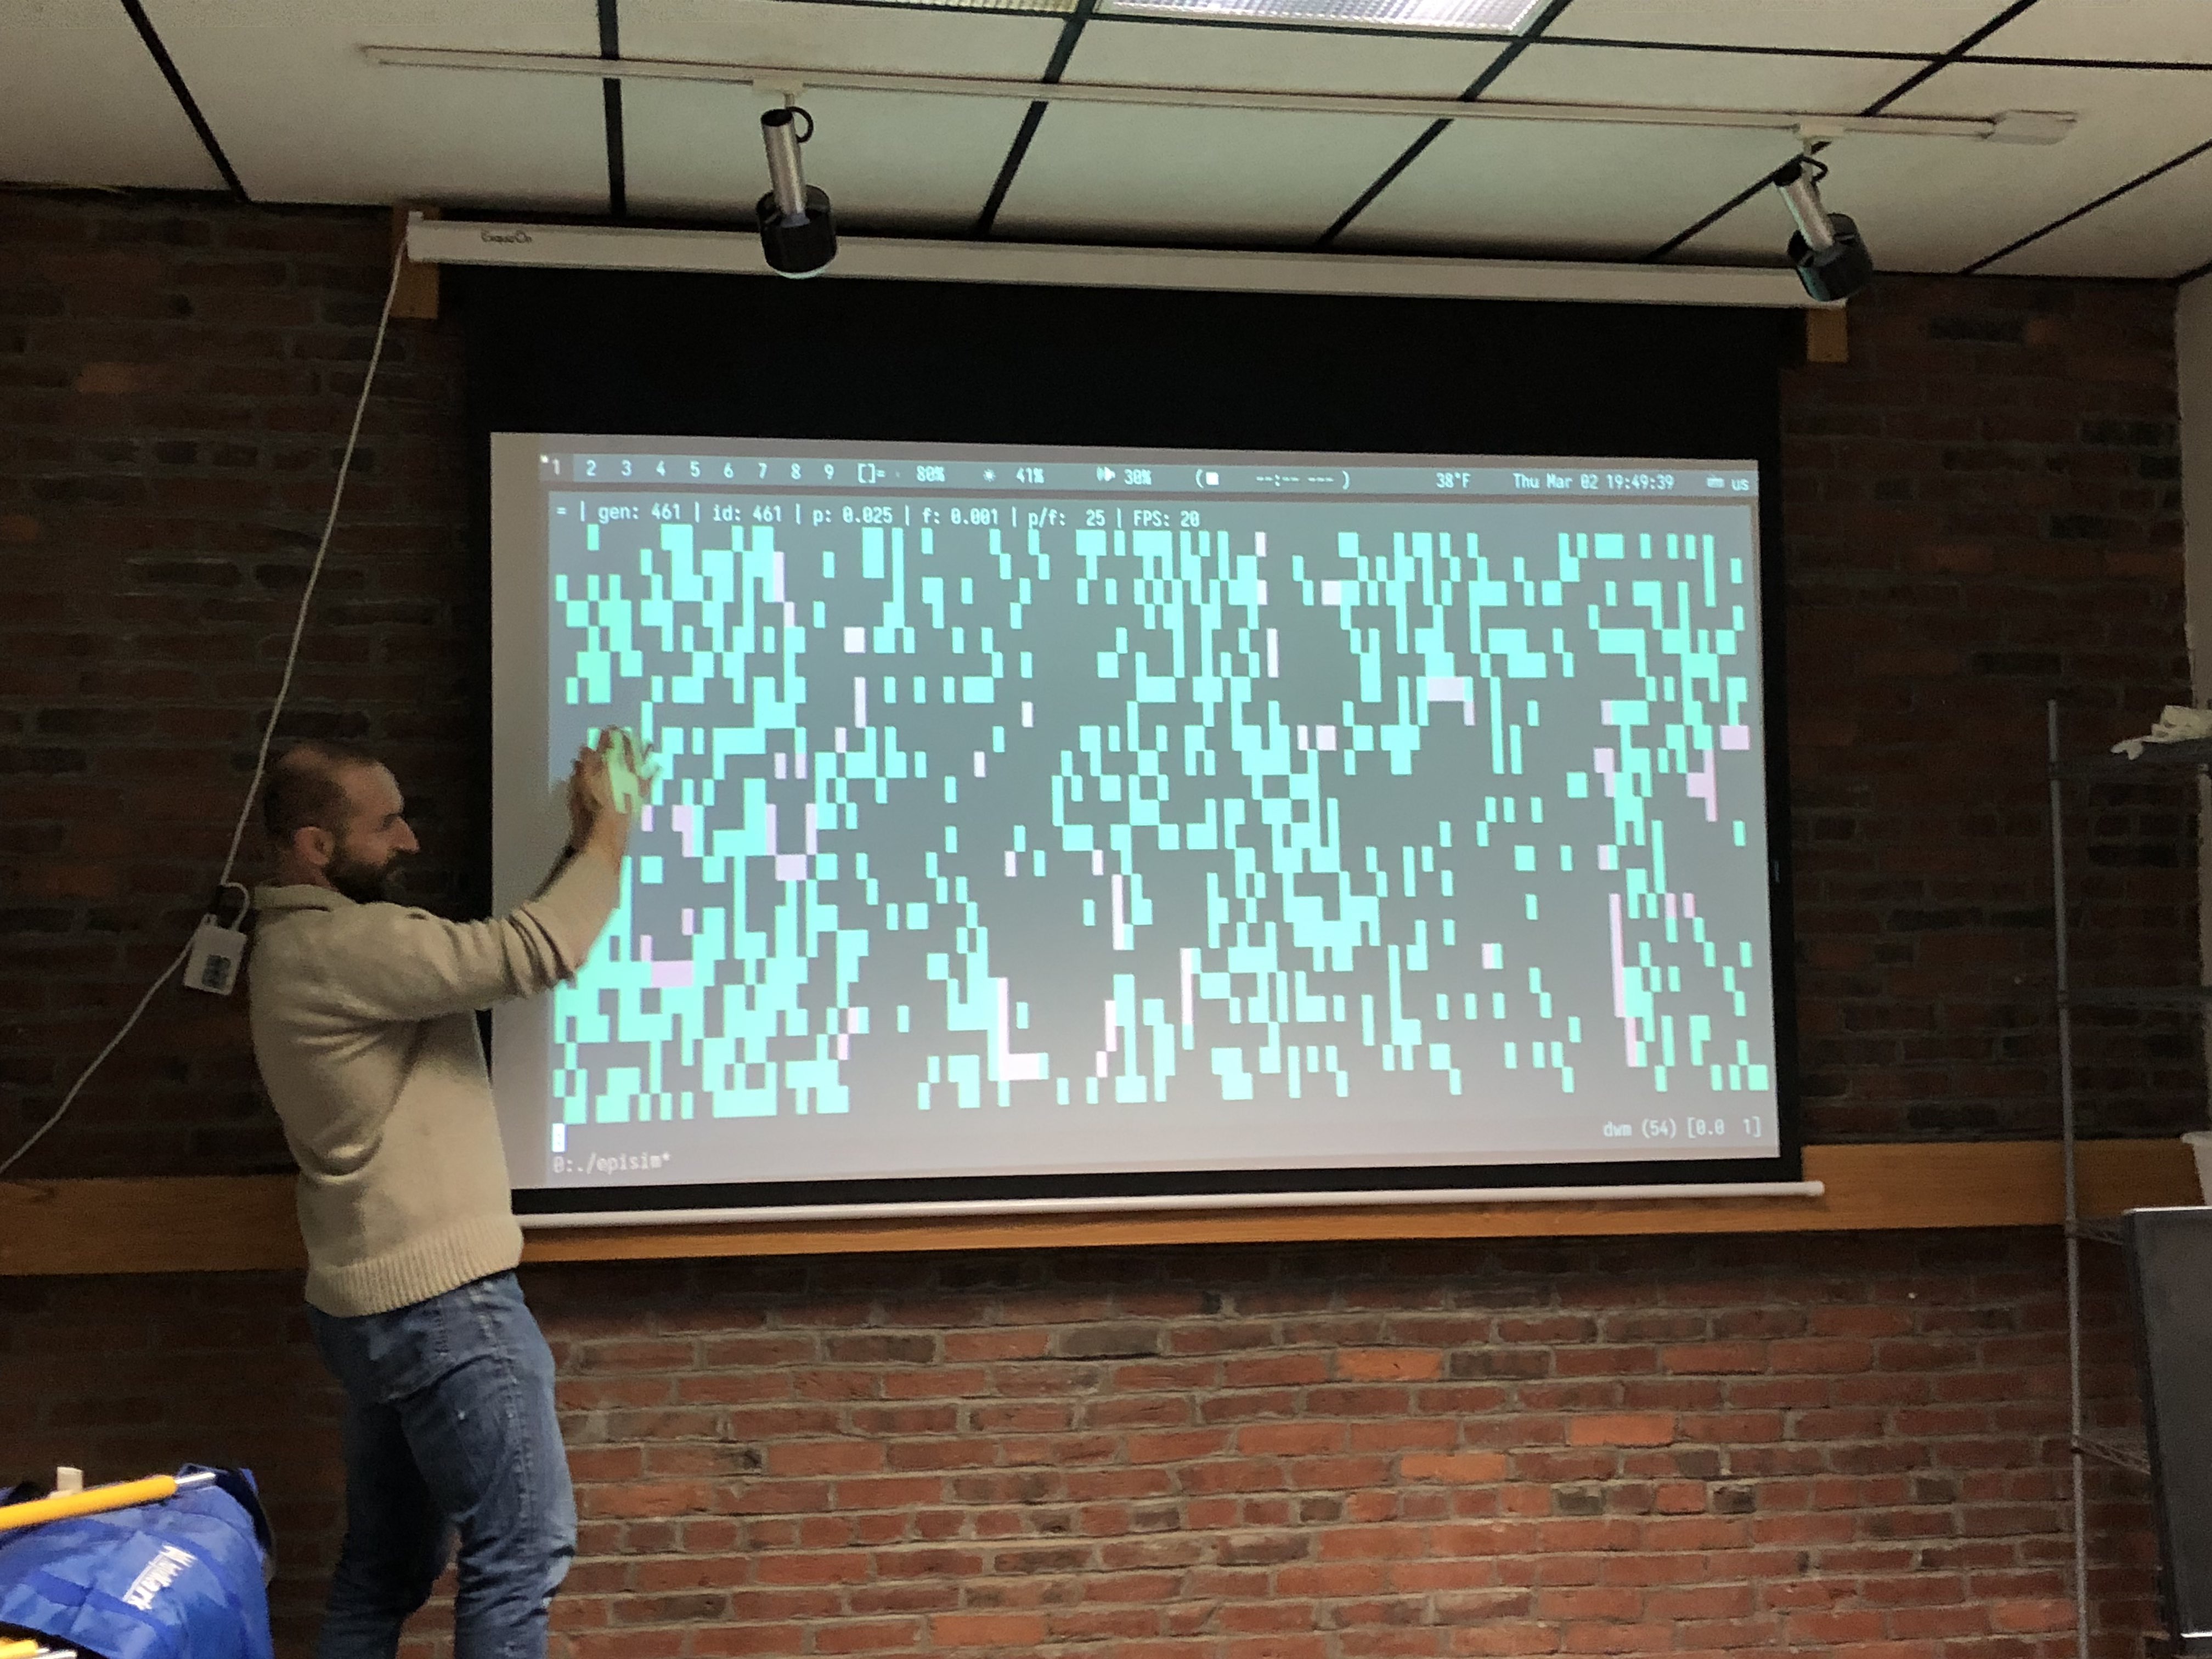 1 2 3 4 5 6 7 8 9 []= 80% 41% 30% ( --:-- --- ) 38°F Thu Mar 02 19:49:39 us
= | gen: 461 | id: 461 | p: 0.025 | f: 0.001 | p/f: 25 | FPS: 20
dwm (54) [0.0 1]
0:./episim*